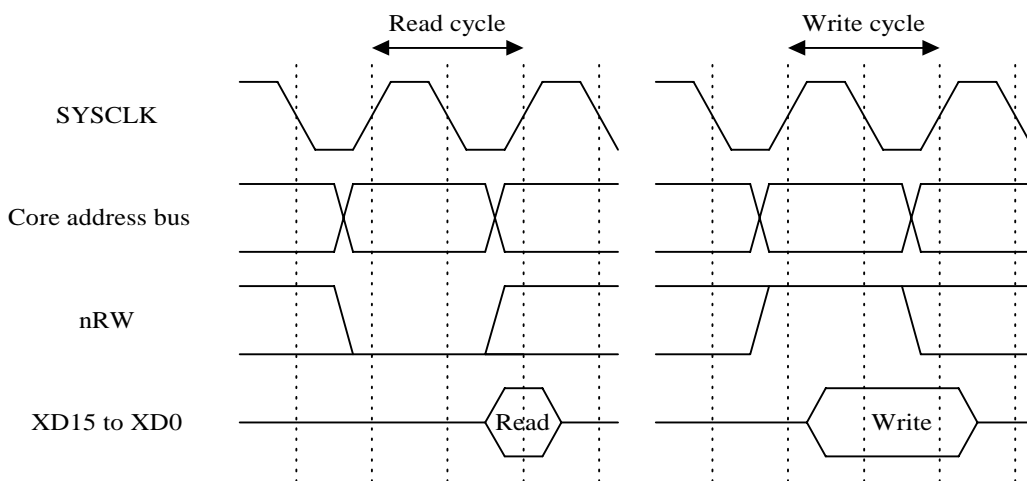 Read cycle
Write cycle
SYSCLK
Core address bus
nRW
XD15 to XD0
Read
Write